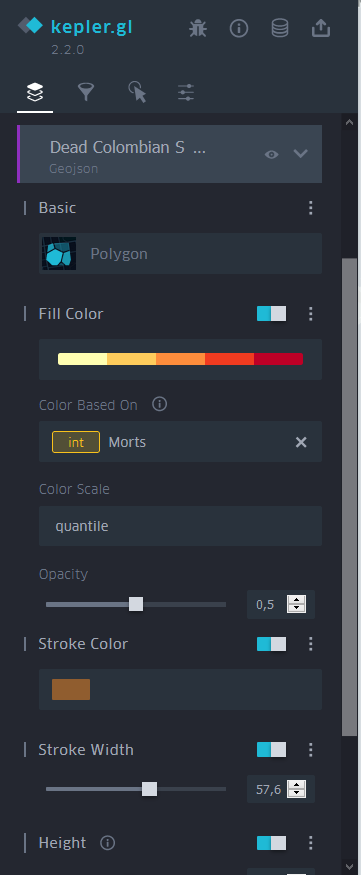 kepler.gl
2.2.0
Dead Colombian S ...
Geojson
Basic
Polygon
Fill Color
Color Based On
int Morts
Color Scale
quantile
Opacity
0,5
Stroke Color
Stroke Width
57,6
Height